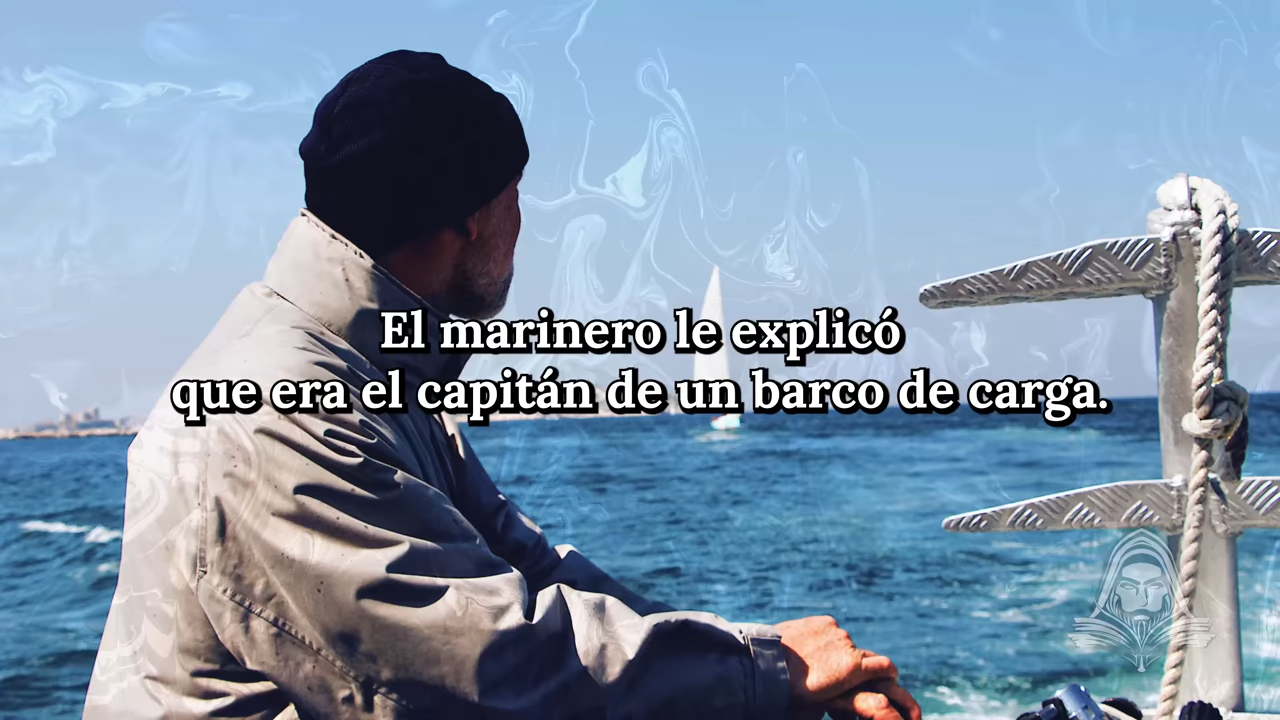 El marinero le explicó
que era el capitán de un barco de carga.